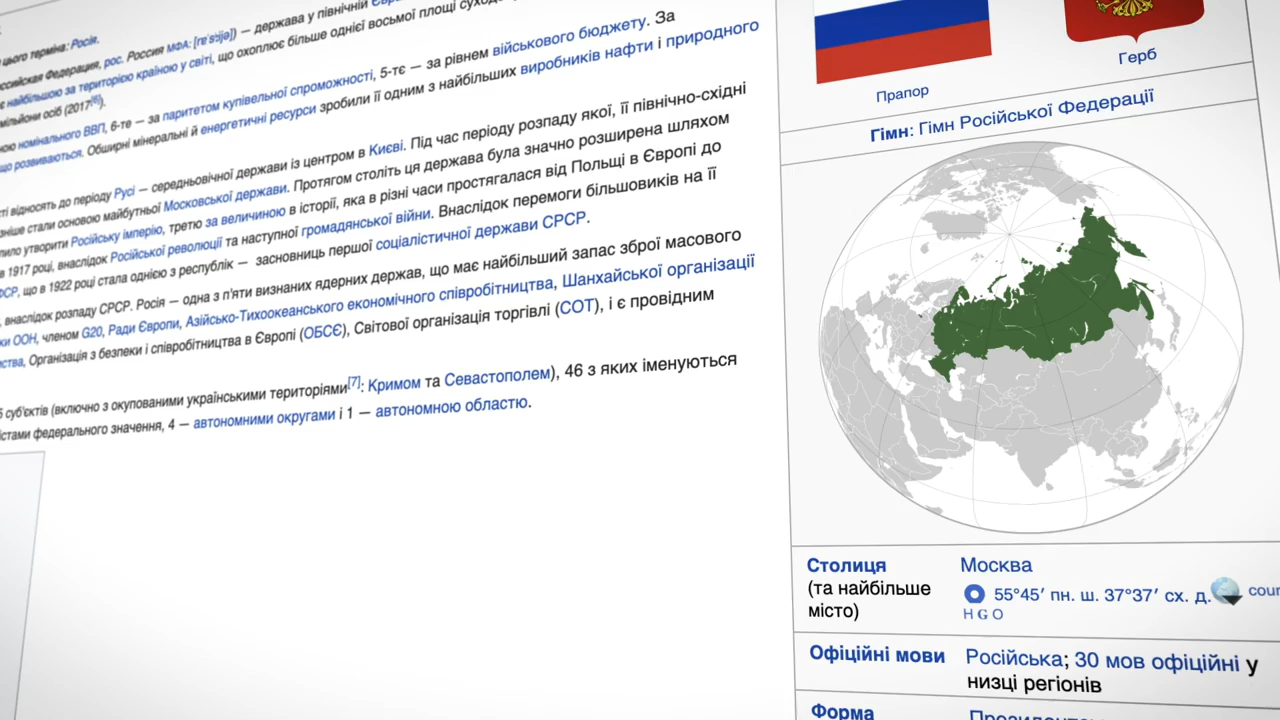 цього терміна: Росія.
Российская Федерация, рос. Россия МФА: [rɐˈsʲijə]) — держава у північній
є найбільшою за територією країною у світі, що охоплює більше однієї восьмої площі
мільйони осіб (2017[6]).
номінального ВВП, 6-те — за паритетом купівельної спроможності, 5-тє — за рівнем військового бюджету. За
що розвиваються. Обширні мінеральні й енергетичні ресурси зробили її одним з найбільших виробників нафти і природного
відносять до періоду Русі — середньовічної держави із центром в Києві. Під час періоду розпаду якої, її північно-східні
стали основою майбутньої Московської держави. Протягом століть ця держава була значно розширена шляхом
утворити Російську імперію, третю за величиною в історії, яка в різні часи простягалася від Польщі в Європі до
в 1917 році, внаслідок Російської революції та наступної громадянської війни. Внаслідок перемоги більшовиків на її
що в 1922 році стала однією з республік — засновниць першої соціалістичної держави СРСР.
внаслідок розпаду СРСР. Росія — одна з п'яти визнаних ядерних держав, що має найбільший запас зброї масового
ООН, членом G20, Ради Європи, Азійсько-Тихоокеанського економічного співробітництва, Шанхайської організації
Організація з безпеки і співробітництва в Європі (ОБСЄ), Світової організація торгівлі (СОТ), і є провідним
суб'єктів (включно з окупованими українськими територіями[7]: Кримом та Севастополем), 46 з яких іменуються
федерального значення, 4 — автономними округами і 1 — автономною областю.
Прапор
Герб
Гімн: Гімн Російської Федерації
Столиця
(та найбільше
місто)
Москва
55°45′ пн. ш. 37°37′ сх. д.
H G O
Офіційні мови
Російська; 30 мов офіційні у
низці регіонів
Форма